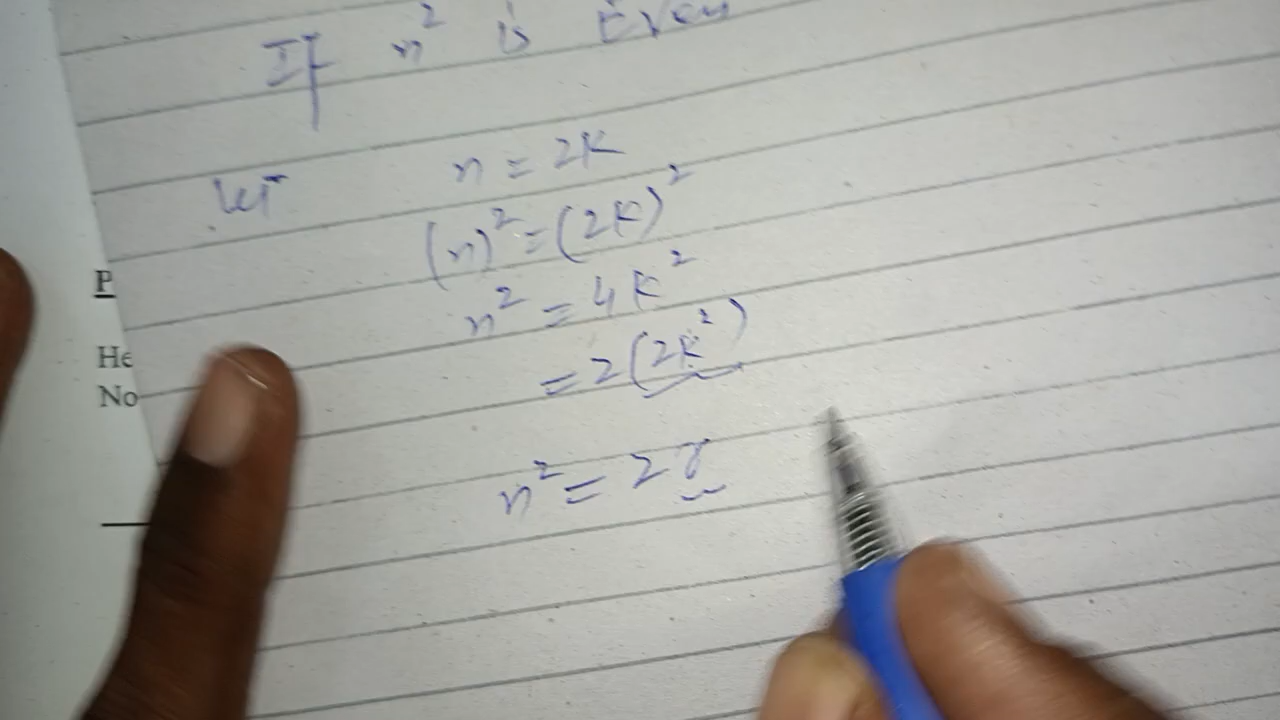 If n² is Even
let n = 2K
(n)² = (2K)²
n² = 4K²
= 2(2K²)
n² = 2r
P
He
No